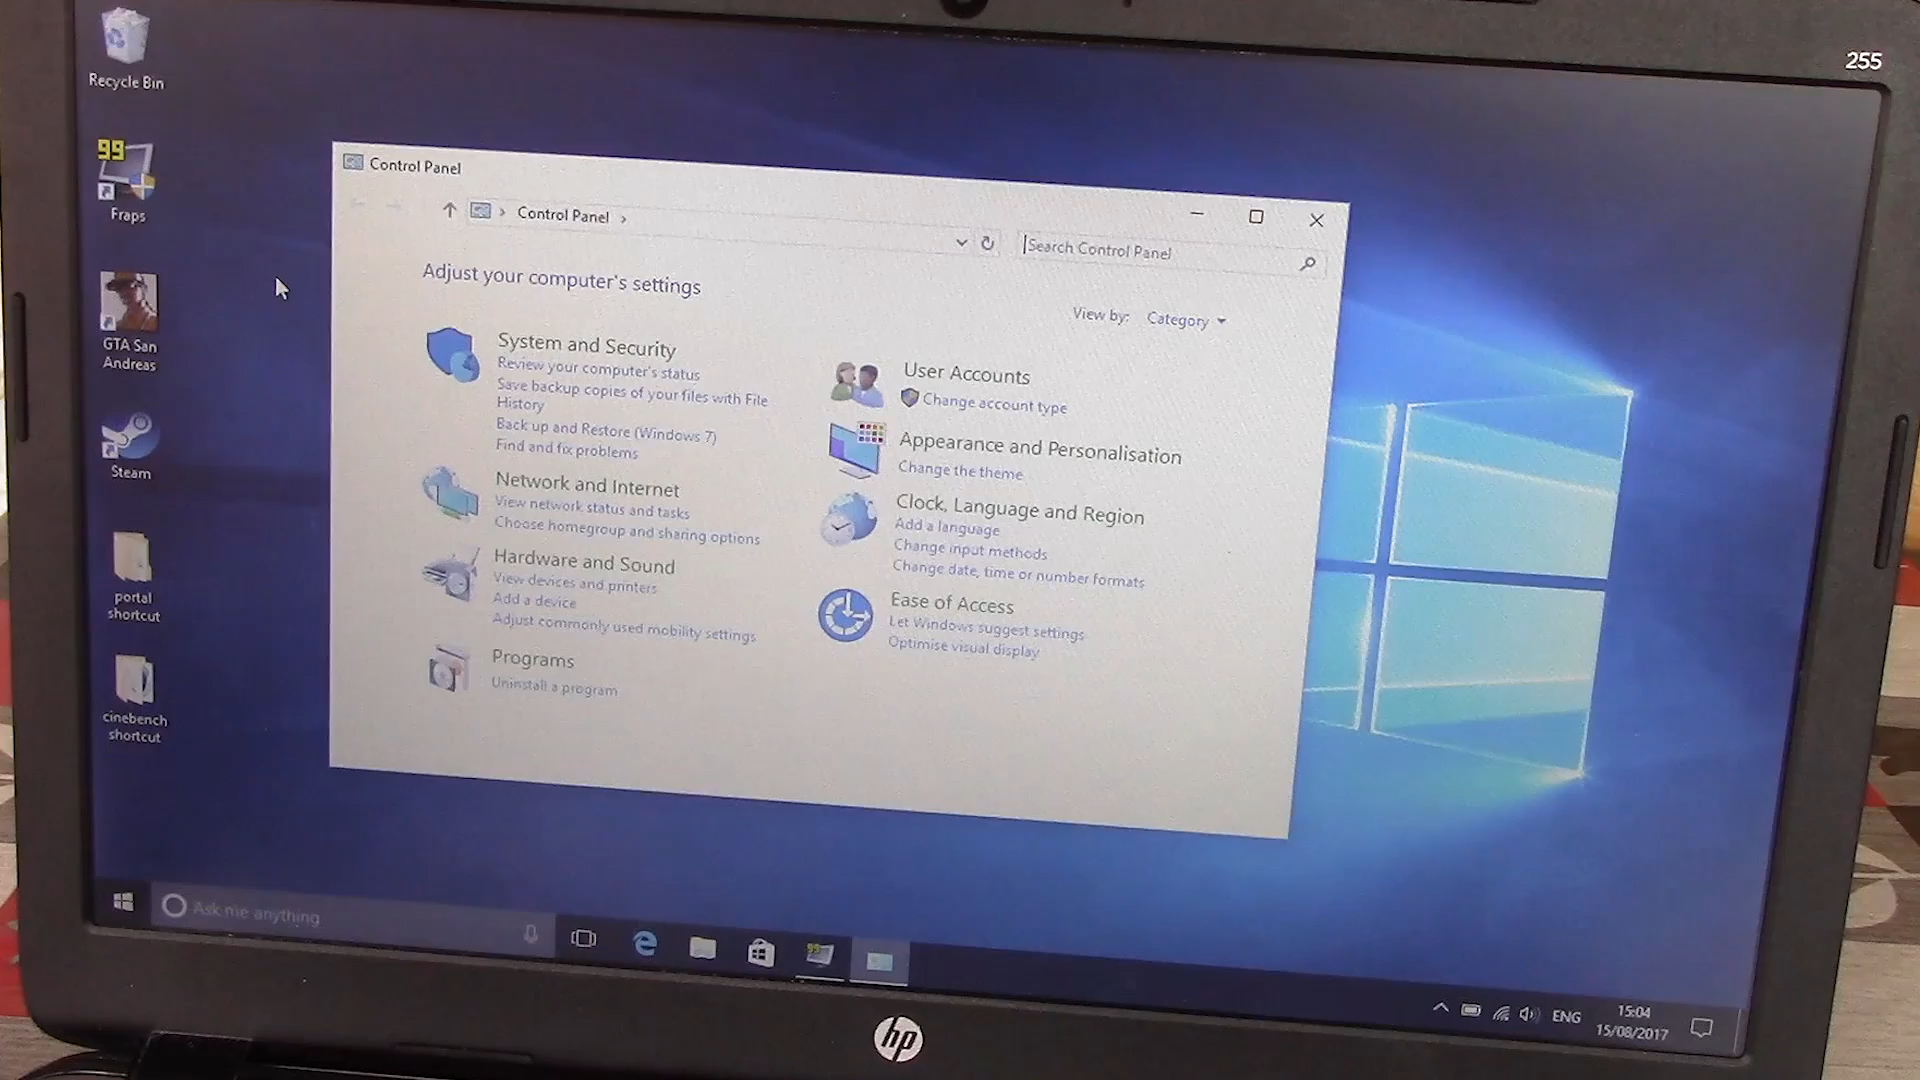 255
Recycle Bin
99
Fraps
GTA San
Andreas
Steam
portal
shortcut
cinebench
shortcut
Control Panel
Control Panel
Search Control Panel
Adjust your computer's settings
View by: Category
System and Security
Review your computer's status
Save backup copies of your files with File
History
Back up and Restore (Windows 7)
Find and fix problems
Network and Internet
View network status and tasks
Choose homegroup and sharing options
Hardware and Sound
View devices and printers
Add a device
Adjust commonly used mobility settings
Programs
Uninstall a program
User Accounts
Change account type
Appearance and Personalisation
Change the theme
Clock, Language and Region
Add a language
Change input methods
Change date, time or number formats
Ease of Access
Let Windows suggest settings
Optimise visual display
Ask me anything
99
ENG
15:04
15/08/2017
hp